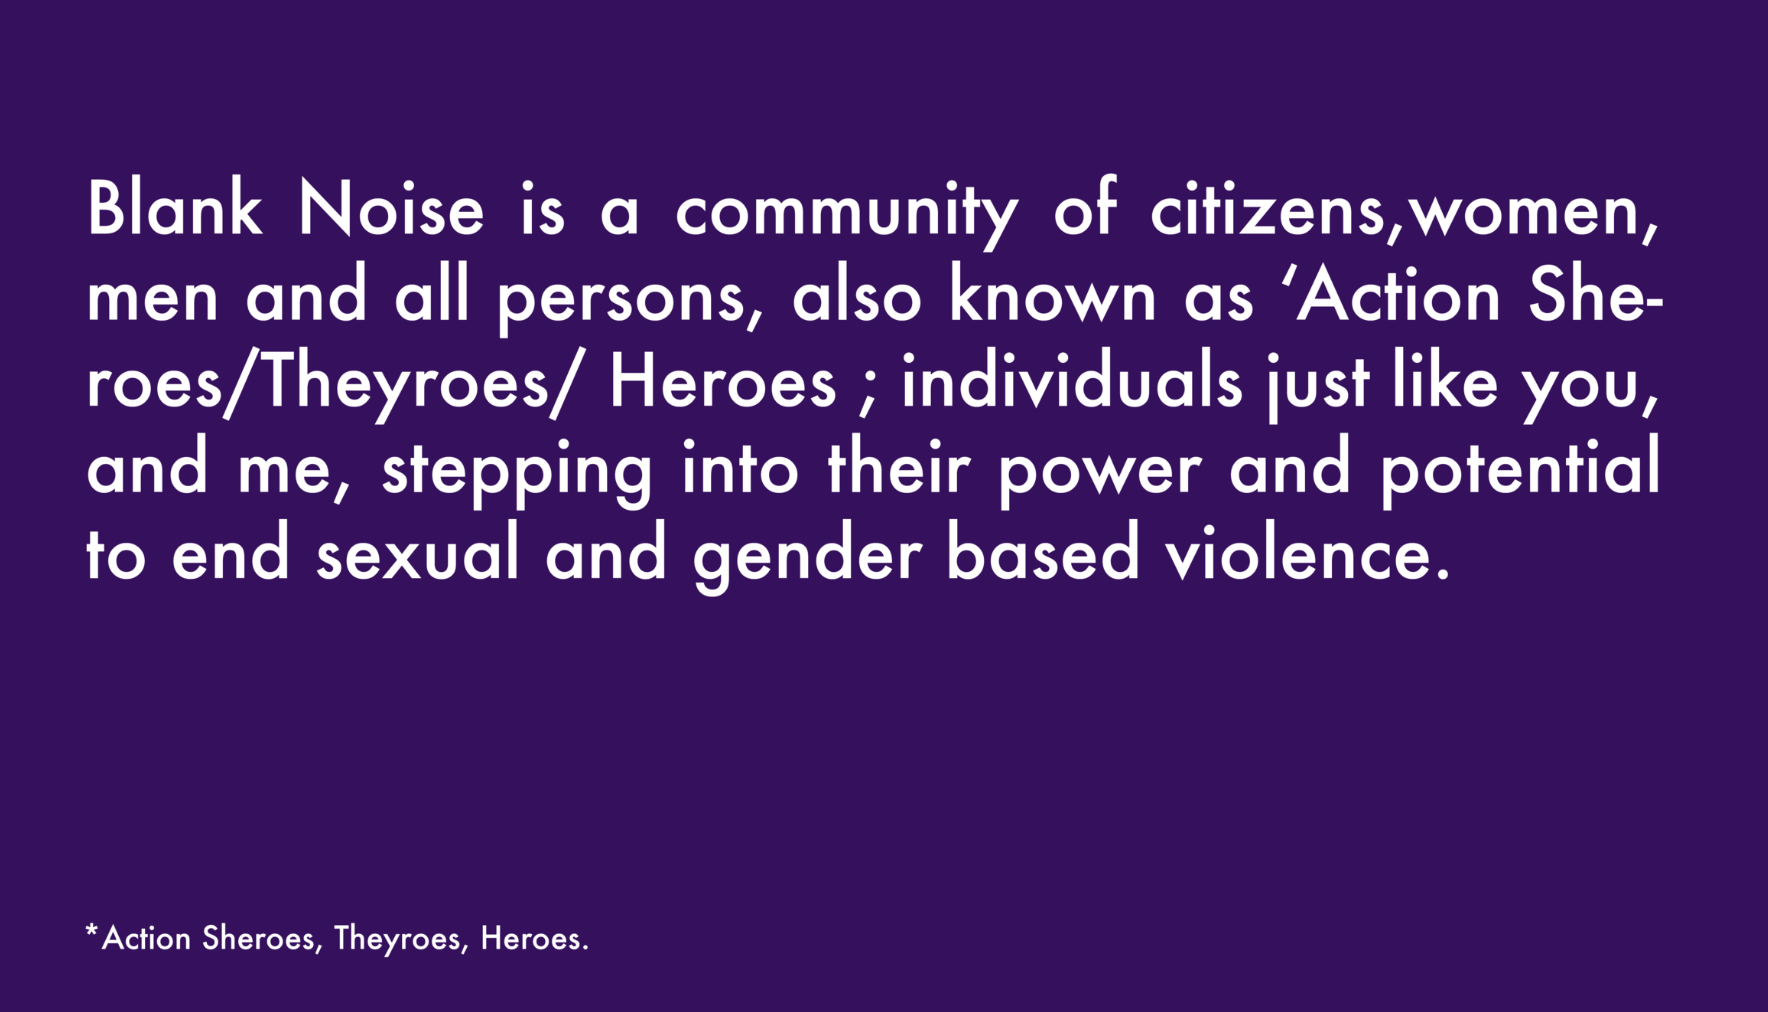 Blank Noise is a community of citizens,women,
men and all persons, also known as ‘Action She-
roes/Theyroes/ Heroes ; individuals just like you,
and me, stepping into their power and potential
to end sexual and gender based violence.
*Action Sheroes, Theyroes, Heroes.